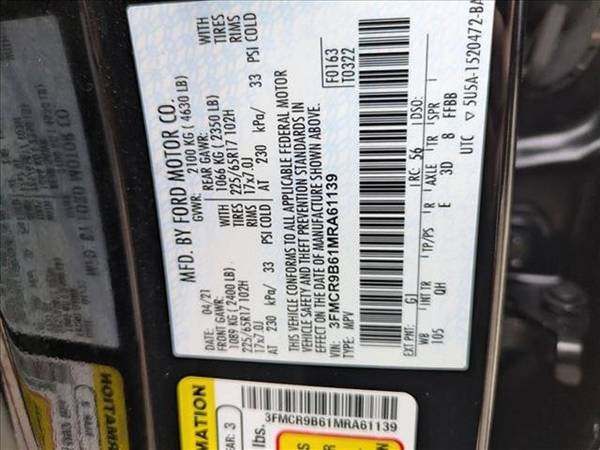 MFD. BY FORD MOTOR CO.
04/21
GVWR:
2100 KG ( 4630 LB)
FRONT GAWR:
1089 KG ( 2400 LB)
225/65R17 102H
17x7.0J
AT 230 kPa/ 33 PSI COLD
WITH
TIRES
RIMS
REAR GAWR:
1066 KG ( 2350 LB)
225/65R17 102H
17x7.0J
AT 230 kPa/ 33 PSI COLD
WITH
TIRES
RIMS
THIS VEHICLE CONFORMS TO ALL APPLICABLE FEDERAL MOTOR
VEHICLE SAFETY AND THEFT PREVENTION STANDARDS IN
EFFECT ON THE DATE OF MANUFACTURE SHOWN ABOVE.
VIN: 3FMCR9B61MRA61139
TYPE: MPV
F0163
T0322
EXT PNT: G1 RC: 56 DSO:
WB INT TR TP/PS R AXLE TR SPR
105 QH E 3D 8 FFBB
UTC ▽ 5U5A-1520472-BA
MATION
EAR: 3
lbs.
3FMCR9B61MRA61139